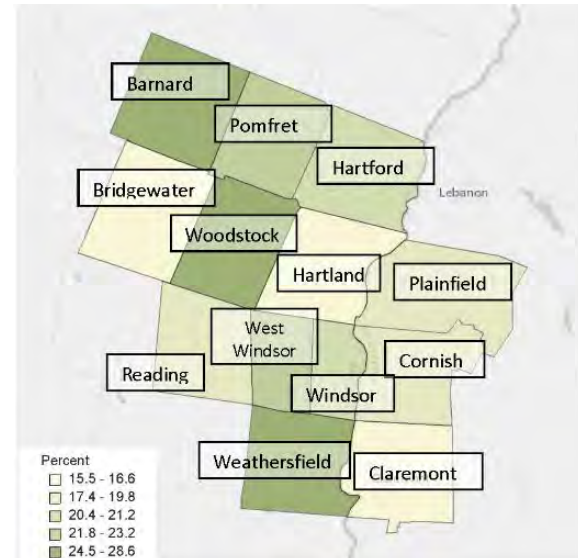 Barnard
Pomfret
Hartford
Bridgewater
Lebanon
Woodstock
Hartland
Plainfield
West
Windsor
Reading
Cornish
Windsor
Weathersfield
Claremont
Percent
15.5 - 16.6
17.4 - 19.8
20.4 - 21.2
21.8 - 23.2
24.5 - 28.6